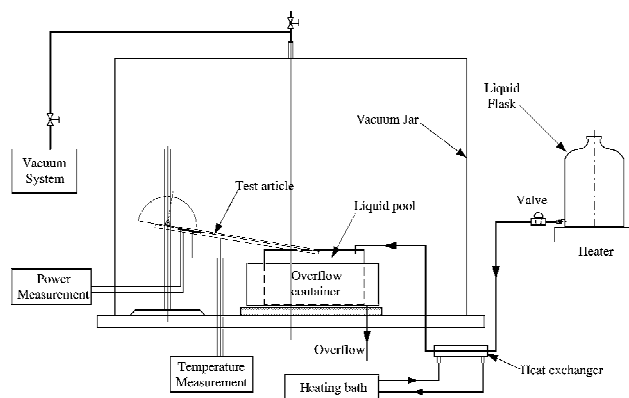 Liquid
Flask
Vacuum Jar
Vacuum
System
Test article
Liquid pool
Valve
Heater
Power
Measurement
Overflow
container
Overflow
Temperature
Measurement
Heat exchanger
Heating bath